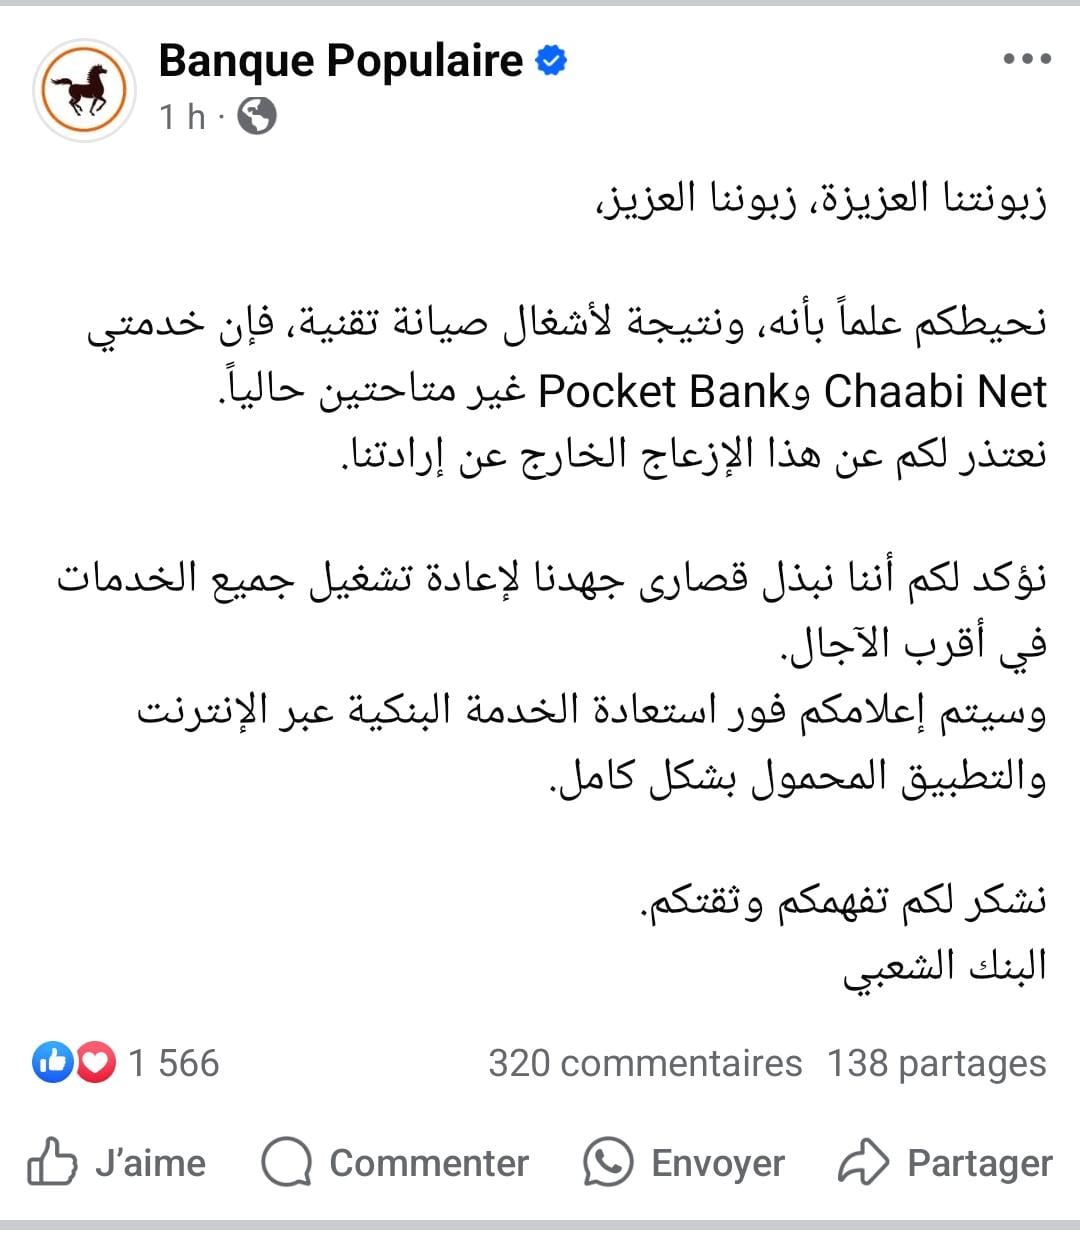 Banque Populaire
1 h ·
زبونتنا العزيزة، زبوننا العزيز،
نحيطكم علماً بأنه، ونتيجة لأشغال صيانة تقنية، فإن خدمتي
Chaabi Net وPocket Bank غير متاحتين حالياً.
نعتذر لكم عن هذا الإزعاج الخارج عن إرادتنا.
نؤكد لكم أننا نبذل قصارى جهدنا لإعادة تشغيل جميع الخدمات
في أقرب الآجال.
وسيتم إعلامكم فور استعادة الخدمة البنكية عبر الإنترنت
والتطبيق المحمول بشكل كامل.
نشكر لكم تفهمكم وثقتكم.
البنك الشعبي
1 566 320 commentaires 138 partages
J’aime Commenter Envoyer Partager